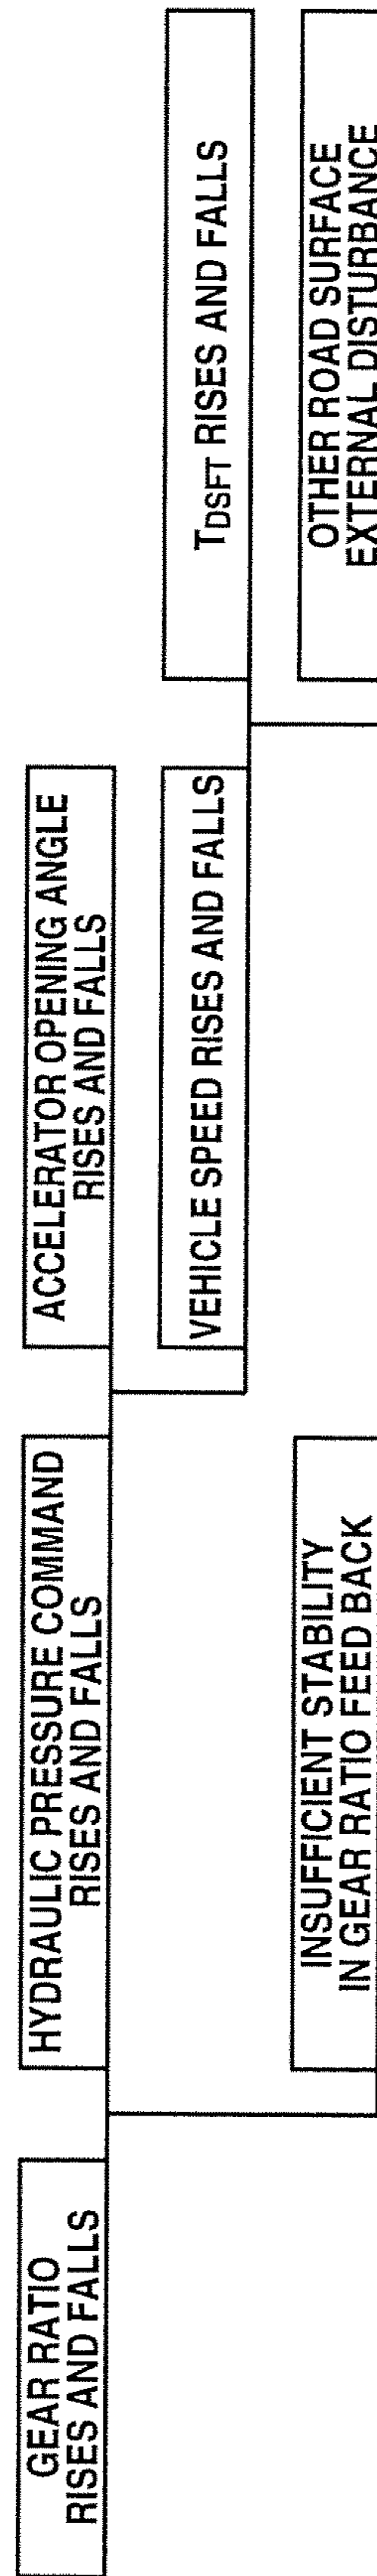 GEAR RATIO
RISES AND FALLS
HYDRAULIC PRESSURE COMMAND
RISES AND FALLS
ACCELERATOR OPENING ANGLE
RISES AND FALLS
VEHICLE SPEED RISES AND FALLS
TDSFT RISES AND FALLS
INSUFFICIENT STABILITY
IN GEAR RATIO FEED BACK
OTHER ROAD SURFACE
EXTERNAL DISTURBANCE